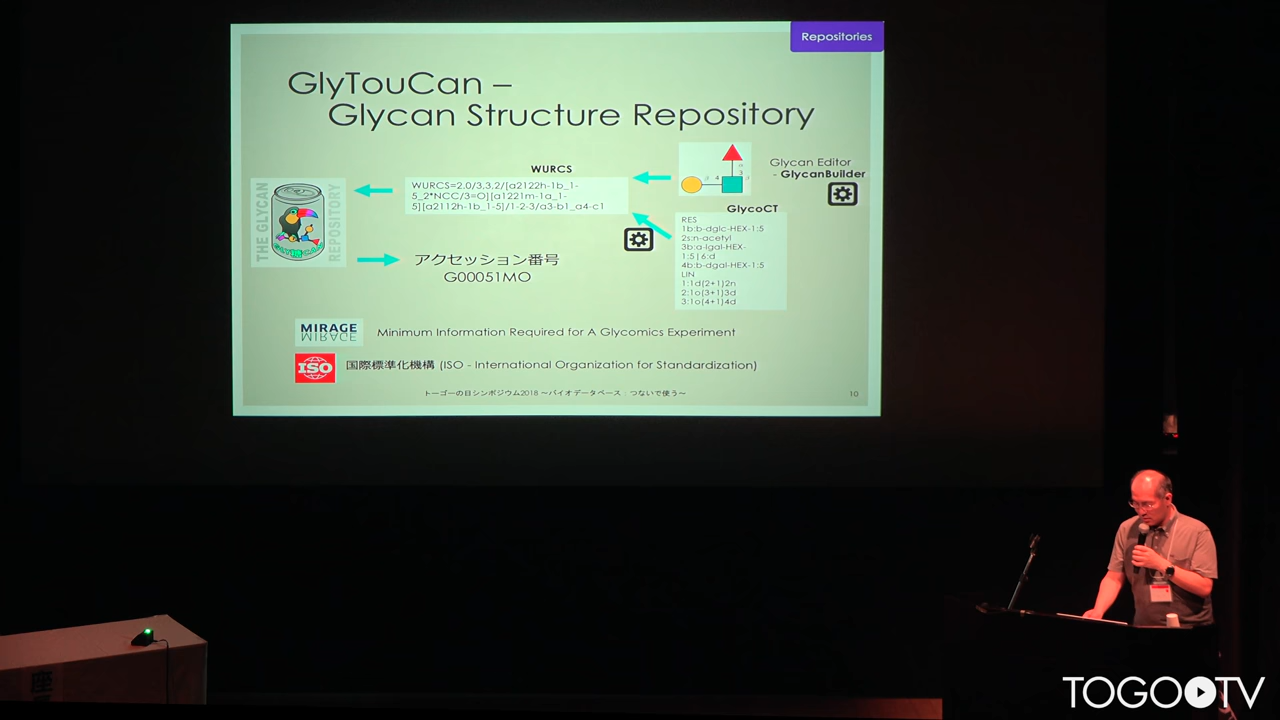 Repositories
GlyTouCan –
Glycan Structure Repository
WURCS
WURCS=2.0/3,3,2/[a2122h-1b_1-
5_2*NCC/3=O][a1221m-1a_1-
5][a2112h-1b_1-5]/1-2-3/a3-b1_a4-c1
Glycan Editor
- GlycanBuilder
GlycoCT
RES
1b:b-dglc-HEX-1:5
2s:n-acetyl
3b:a-lgal-HEX-
1:5|6:d
4b:b-dgal-HEX-1:5
LIN
1:1d(2+1)2n
2:1o(3+1)3d
3:1o(4+1)4d
THE GLYCAN
REPOSITORY
アクセッション番号
G00051MO
MIRAGE
Minimum Information Required for A Glycomics Experiment
ISO
国際標準化機構 (ISO - International Organization for Standardization)
トーゴーの日シンポジウム2018 ～バイオデータベース：つないで使う～
10
座
TOGO TV